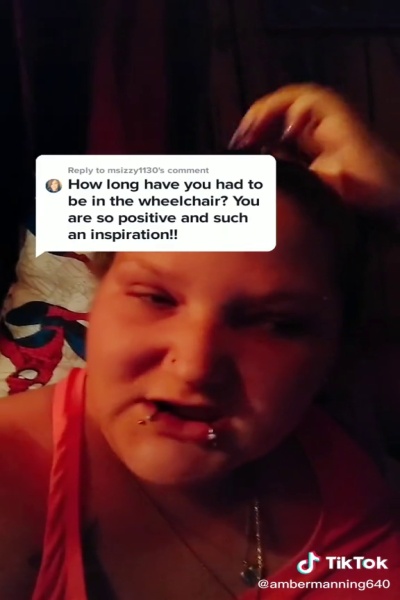 Reply to msizzy1130's comment
How long have you had to
be in the wheelchair? You
are so positive and such
an inspiration!!
TikTok
@ambermanning640